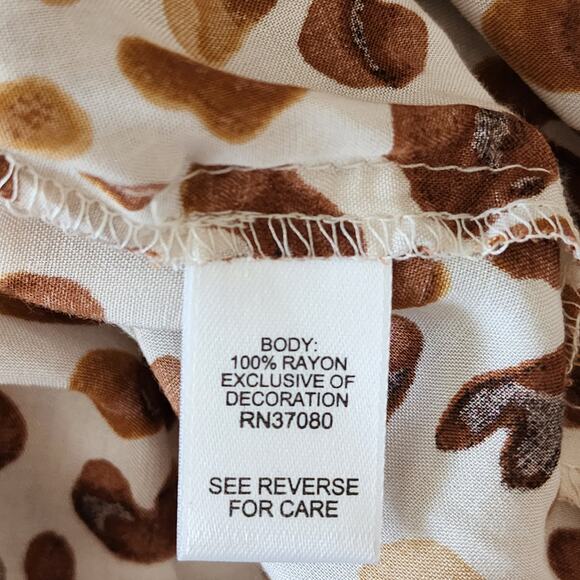 BODY:
100% RAYON
EXCLUSIVE OF
DECORATION
RN37080
SEE REVERSE
FOR CARE